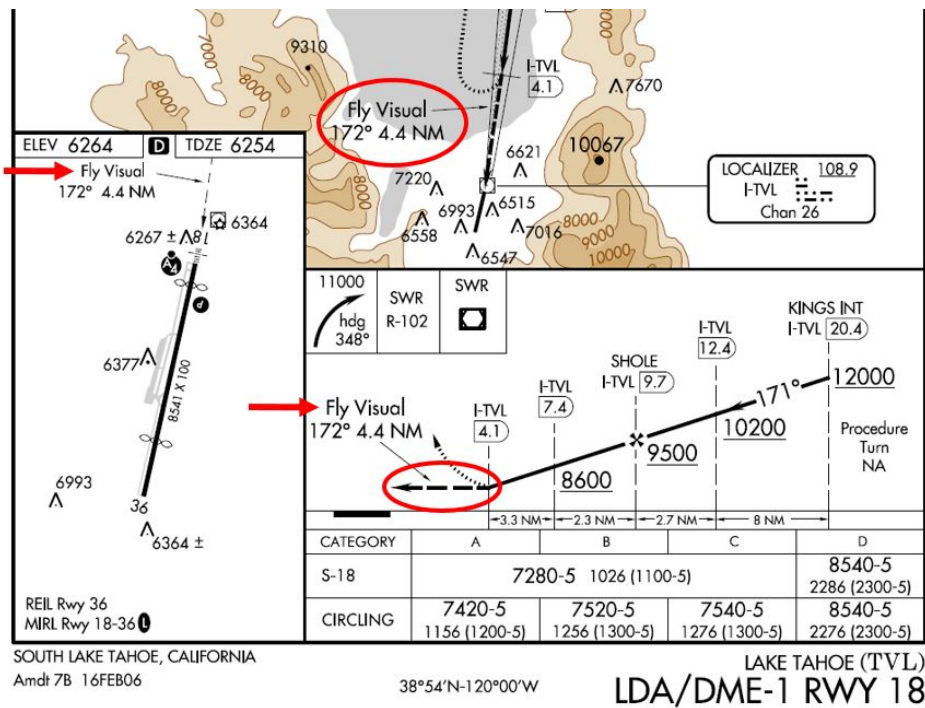 7000
9310
8000
8000
I-TVL
4.1
7670
Fly Visual
172° 4.4 NM
10067
6621
7220
8000
6515
6993
6558
7016
6547
8000
9000
10000
LOCALIZER 108.9
I-TVL
Chan 26
ELEV 6264 D TDZE 6254
Fly Visual
172° 4.4 NM
6364
6267 ± 18
A4
P
6377
8541 X 100
6993
36
6364 ±
REIL Rwy 36
MIRL Rwy 18-36 L
11000
hdg
348°
SWR
R-102
SWR
KINGS INT
I-TVL 20.4
I-TVL
12.4
SHOLE
I-TVL 9.7
I-TVL
7.4
I-TVL
4.1
Fly Visual
172° 4.4 NM
171°
12000
10200
9500
8600
Procedure
Turn
NA
3.3 NM 2.3 NM 2.7 NM 8 NM
CATEGORY A B C D
S-18 7280-5 1026 (1100-5) 8540-5
2286 (2300-5)
CIRCLING 7420-5 7520-5 7540-5 8540-5
1156 (1200-5) 1256 (1300-5) 1276 (1300-5) 2276 (2300-5)
SOUTH LAKE TAHOE, CALIFORNIA
Amdt 7B 16FEB06
38°54'N-120°00'W
LAKE TAHOE (TVL)
LDA/DME-1 RWY 18